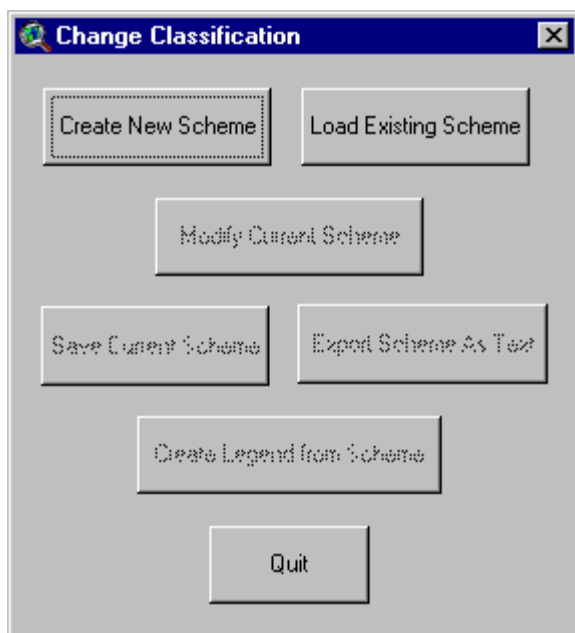 Change Classification
Create New Scheme
Load Existing Scheme
Modify Current Scheme
Save Current Scheme
Export Scheme As Text
Create Legend from Scheme
Quit